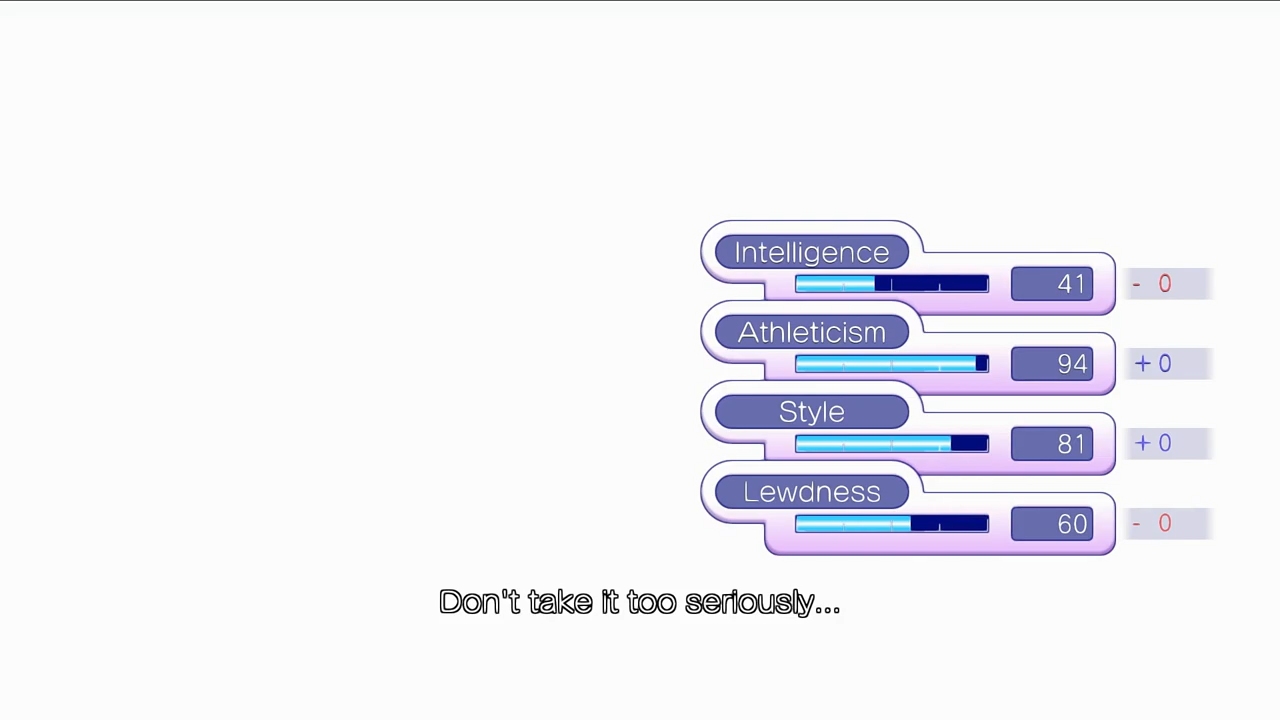 Intelligence
41 - 0
Athleticism
94 + 0
Style
81 + 0
Lewdness
60 - 0
Don't take it too seriously...